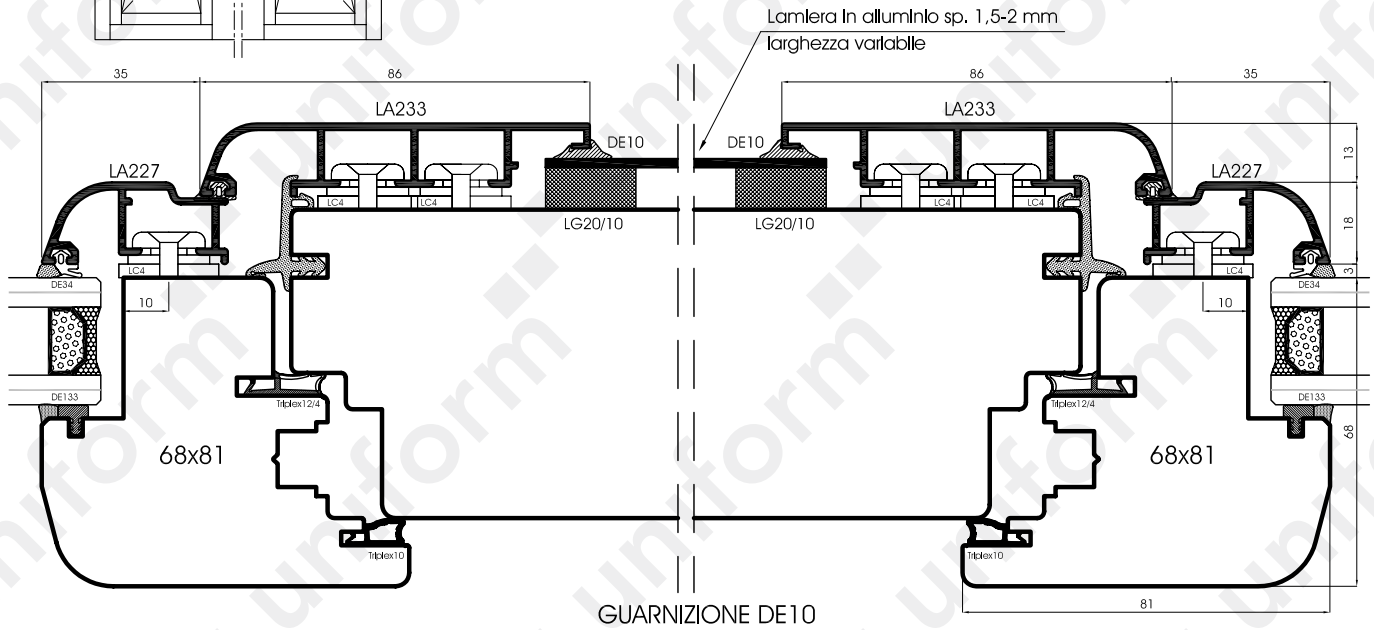 Lamiera in alluminio sp. 1,5-2 mm
larghezza variabile
35
86
86
35
LA233
LA233
DE10
DE10
13
LA227
LA227
LC4
LC4
LC4
LC4
18
LG20/10
LG20/10
LC4
LC4
3
DE34
DE34
10
10
DE133
Triplex12/4
Triplex12/4
DE133
68
68x81
68x81
Triplex10
Triplex10
81
GUARNIZIONE DE10
uniform